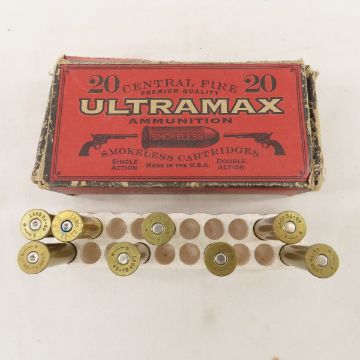 20 CENTRAL FIRE 20
PREMIUM QUALITY
ULTRAMAX
AMMUNITION
SMOKELESS
SMOKELESS CARTRIDGES
SINGLE ACTION
MADE IN THE U.S.A.
DOUBLE ACTION